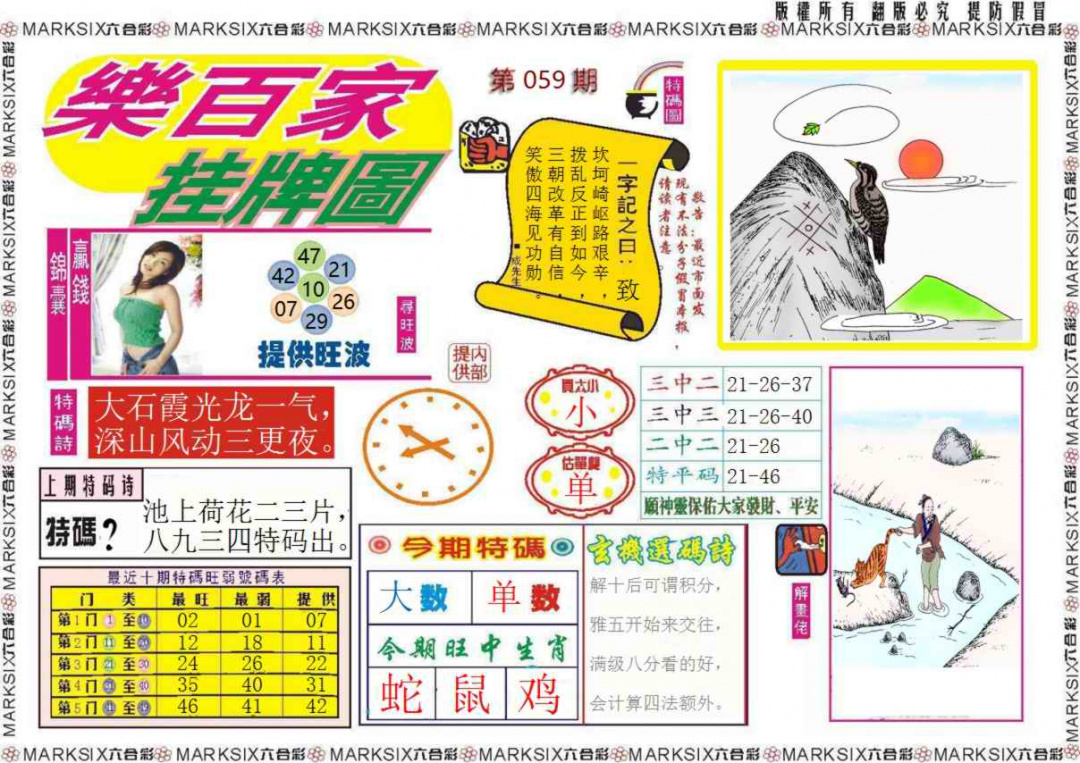 版權所有 翻版必究 提防假冒
MARKSIX六合彩 MARKSIX六合彩 MARKSIX六合彩 MARKSIX六合彩 MARKSIX六合彩 MARKSIX六合彩 MARKSIX六合彩
樂百家
挂牌圖
第059期
特碼圖
一字記之曰：致
坎坷崎岖路艰辛，
拨乱反正到如今，
三朝改革有自信，
笑傲四海见功勋。
■成先生
敬告：最近市面发
现有不法分子假冒本报，
请读者注意。
赢錢
錦囊
47
42 21
10
07 26
29
提供旺波
尋旺波
内部
提供
特碼詩
大石霞光龙一气，
深山风动三更夜。
買大小
小
估單雙
单
三中二 21-26-37
三中三 21-26-40
二中二 21-26
特平码 21-46
願神靈保佑大家發財、平安
上期特码诗
特碼？
池上荷花二三片，
八九三四特码出。
最近十期特碼旺弱號碼表
门 类 最旺 最弱 提供
第1门 1至10 02 01 07
第2门 11至20 12 18 11
第3门 21至30 24 26 22
第4门 31至40 35 40 31
第5门 41至49 46 41 42
今期特碼
大数 单数
今期旺中生肖
蛇 鼠 鸡
玄機選碼詩
解十后可谓积分，
雅五开始来交往，
满级八分看的好，
会计算四法额外。
解畫佬
MARKSIX六合彩 MARKSIX六合彩 MARKSIX六合彩 MARKSIX六合彩 MARKSIX六合彩 MARKSIX六合彩 MARKSIX六合彩